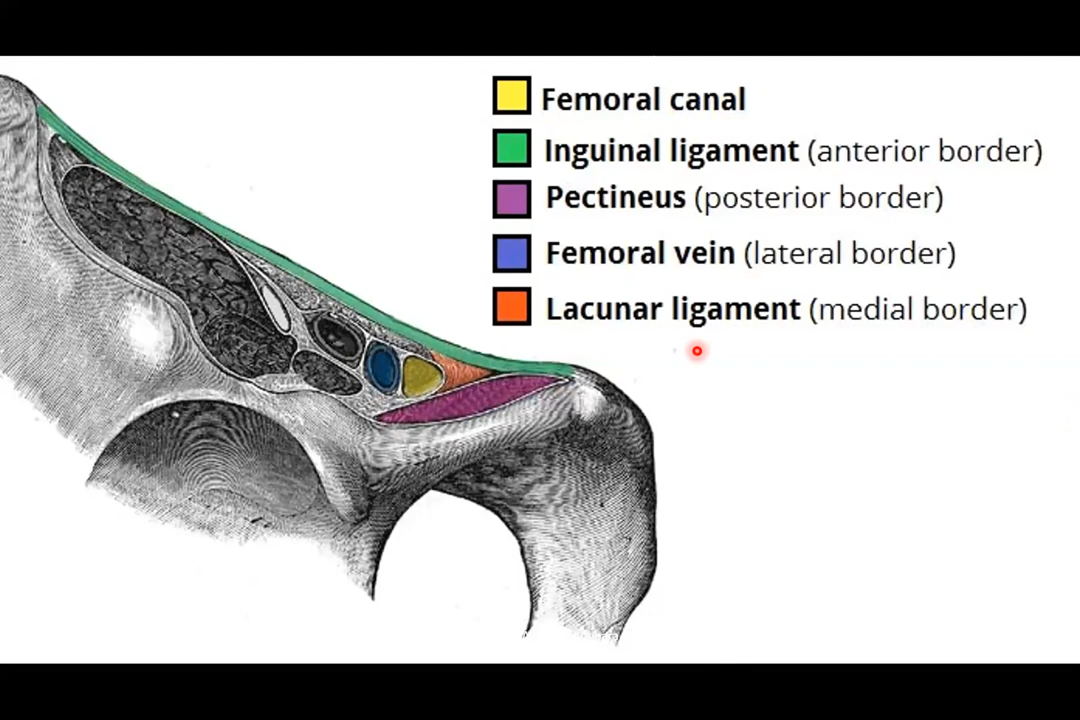 Femoral canal
Inguinal ligament (anterior border)
Pectineus (posterior border)
Femoral vein (lateral border)
Lacunar ligament (medial border)